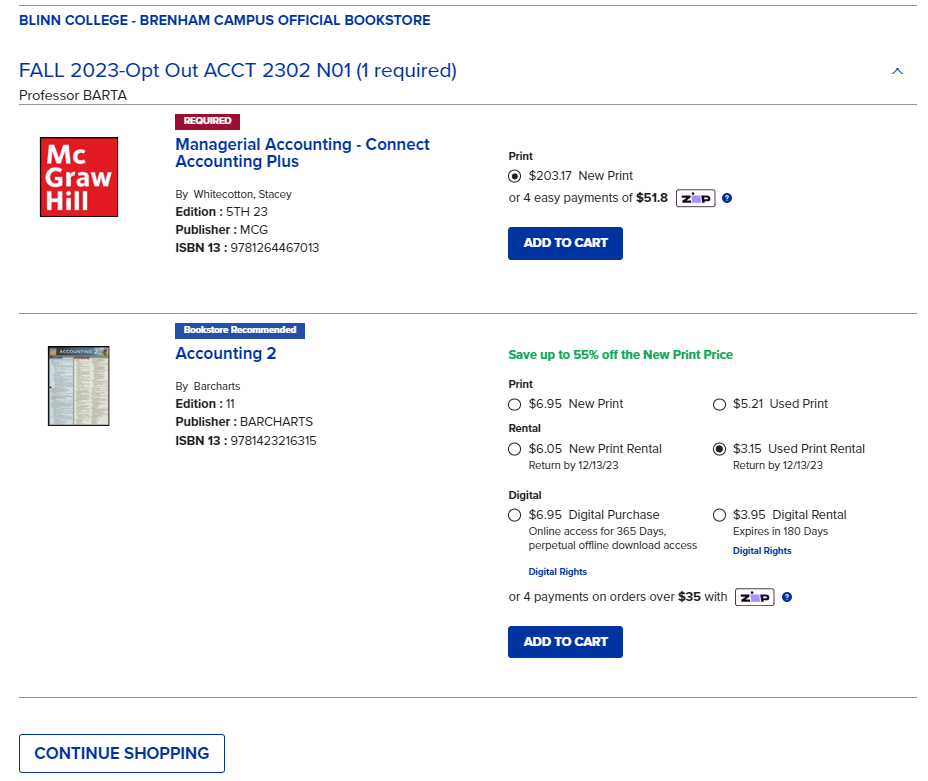 BLINN COLLEGE - BRENHAM CAMPUS OFFICIAL BOOKSTORE
FALL 2023-Opt Out ACCT 2302 N01 (1 required)
Professor BARTA
REQUIRED
Mc
Graw
Hill
Managerial Accounting - Connect
Accounting Plus
By Whitecotton, Stacey
Edition : 5TH 23
Publisher : MCG
ISBN 13 : 9781264467013
Print
$203.17 New Print
or 4 easy payments of $51.8 ZIP ?
ADD TO CART
Bookstore Recommended
ACCOUNTING 2
Accounting 2
By Barcharts
Edition : 11
Publisher : BARCHARTS
ISBN 13 : 9781423216315
Save up to 55% off the New Print Price
Print
$6.95 New Print
$5.21 Used Print
Rental
$6.05 New Print Rental
Return by 12/13/23
$3.15 Used Print Rental
Return by 12/13/23
Digital
$6.95 Digital Purchase
Online access for 365 Days,
perpetual offline download access
Digital Rights
$3.95 Digital Rental
Expires in 180 Days
Digital Rights
or 4 payments on orders over $35 with ZIP ?
ADD TO CART
CONTINUE SHOPPING